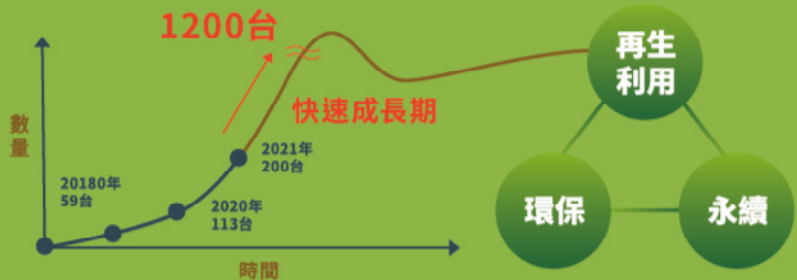 1200台
快速成長期
數量
20180年
59台
2020年
113台
2021年
200台
時間
再生
利用
環保
永續